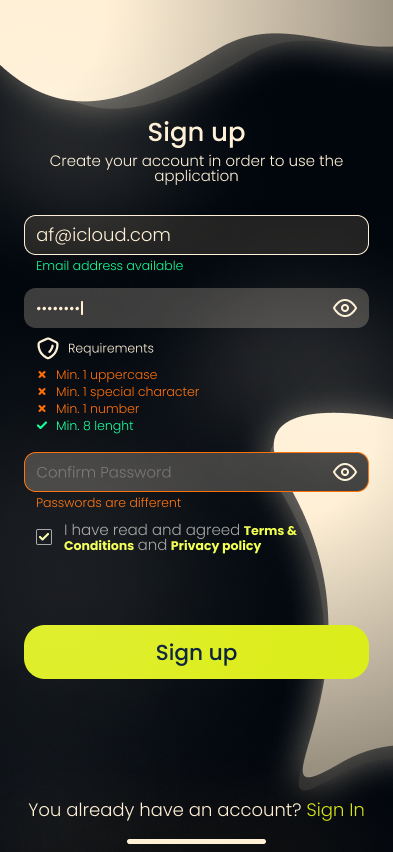 Sign up
Create your account in order to use the
application
af@icloud.com
Email address available
••••••••
Requirements
Min. 1 uppercase
Min. 1 special character
Min. 1 number
Min. 8 lenght
Confirm Password
Passwords are different
I have read and agreed Terms &
Conditions and Privacy policy
Sign up
You already have an account? Sign In